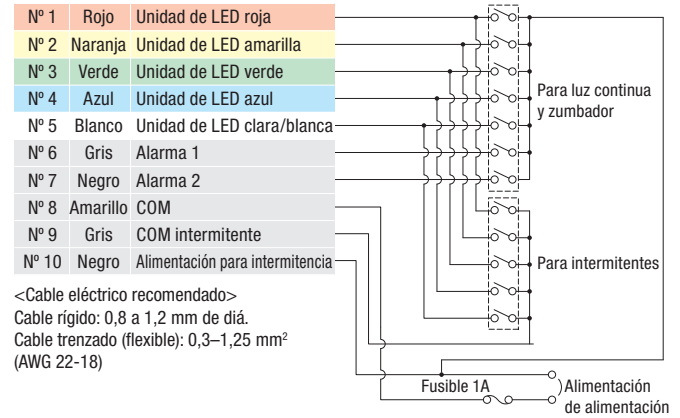 Nº 1 Rojo Unidad de LED roja
Nº 2 Naranja Unidad de LED amarilla
Nº 3 Verde Unidad de LED verde
Nº 4 Azul Unidad de LED azul
Nº 5 Blanco Unidad de LED clara/blanca
Nº 6 Gris Alarma 1
Nº 7 Negro Alarma 2
Nº 8 Amarillo COM
Nº 9 Gris COM intermitente
Nº 10 Negro Alimentación para intermitencia
Para luz continua
y zumbador
Para intermitentes
<Cable eléctrico recomendado>
Cable rígido: 0,8 a 1,2 mm de diá.
Cable trenzado (flexible): 0,3–1,25 mm²
(AWG 22-18)
Fusible 1A
Alimentación
de alimentación